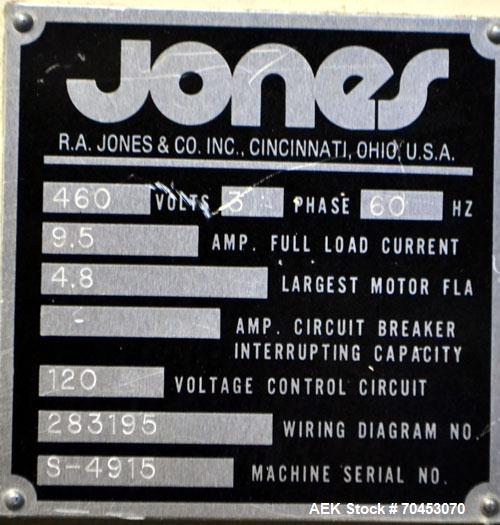 Jones
R.A. JONES & CO. INC., CINCINNATI, OHIO, U.S.A.
460 VOLTS 3 PHASE 60 HZ
9.5 AMP. FULL LOAD CURRENT
4.8 LARGEST MOTOR FLA
- AMP. CIRCUIT BREAKER
INTERRUPTING CAPACITY
120 VOLTAGE CONTROL CIRCUIT
283195 WIRING DIAGRAM NO.
S-4915 MACHINE SERIAL NO.
AEK Stock # 70453070